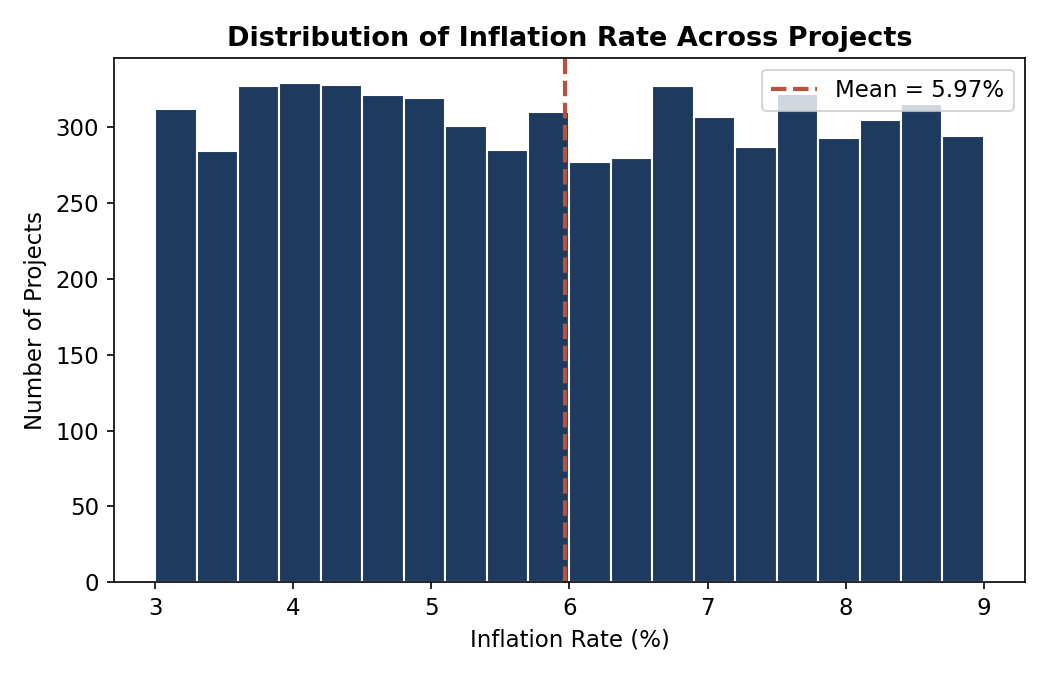 Distribution of Inflation Rate Across Projects
Mean = 5.97%
Number of Projects
300
250
200
150
100
50
0
3 4 5 6 7 8 9
Inflation Rate (%)